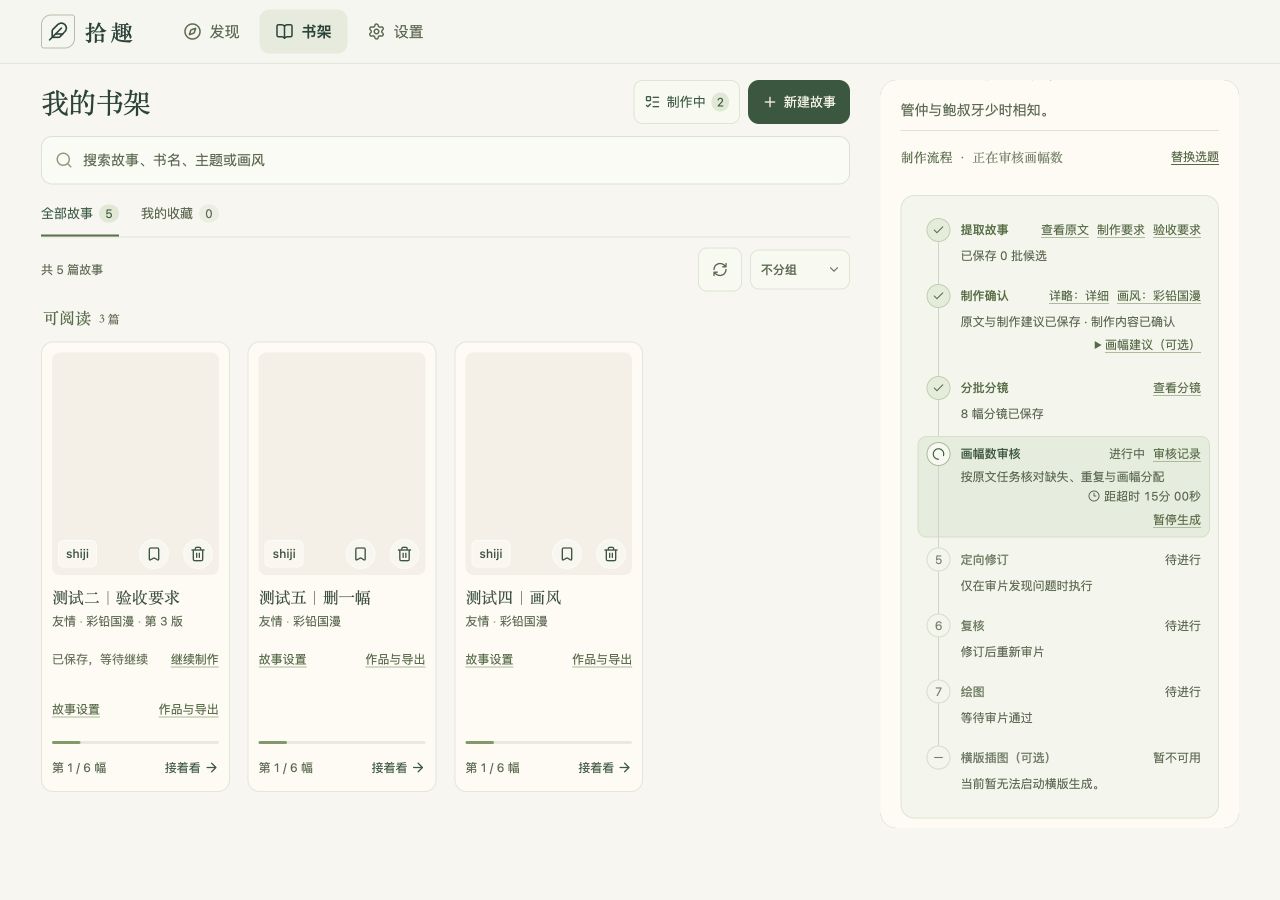 拾趣
发现
书架
设置
我的书架
制作中 2
新建故事
搜索故事、书名、主题或画风
全部故事 5
我的收藏 0
共 5 篇故事
不分组
可阅读 3 篇
shiji
测试二｜验收要求
友情 · 彩铅国漫 · 第 3 版
已保存，等待继续 继续制作
故事设置 作品与导出
第 1 / 6 幅 接着看
shiji
测试五｜删一幅
友情 · 彩铅国漫
故事设置 作品与导出
第 1 / 6 幅 接着看
shiji
测试四｜画风
友情 · 彩铅国漫
故事设置 作品与导出
第 1 / 6 幅 接着看
管仲与鲍叔牙少时相知。
制作流程 · 正在审核画幅数 替换选题
提取故事 查看原文 制作要求 验收要求
已保存 0 批候选
制作确认 详略：详细 画风：彩铅国漫
原文与制作建议已保存 · 制作内容已确认
画幅建议（可选）
分批分镜 查看分镜
8 幅分镜已保存
画幅数审核 进行中 审核记录
按原文任务核对缺失、重复与画幅分配
距超时 15分 00秒
暂停生成
5 定向修订 待进行
仅在审片发现问题时执行
6 复核 待进行
修订后重新审片
7 绘图 待进行
等待审片通过
横版插图（可选） 暂不可用
当前暂无法启动横版生成。